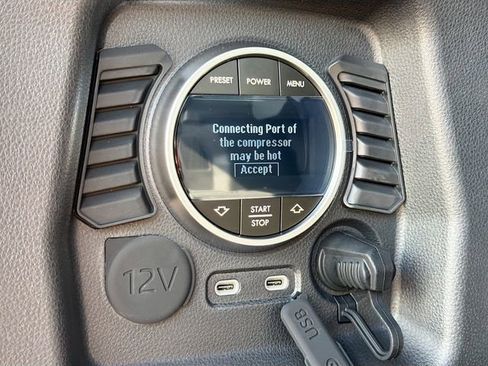 PRESET POWER MENU
Connecting Port of
the compressor
may be hot
Accept
START
STOP
12V
USB